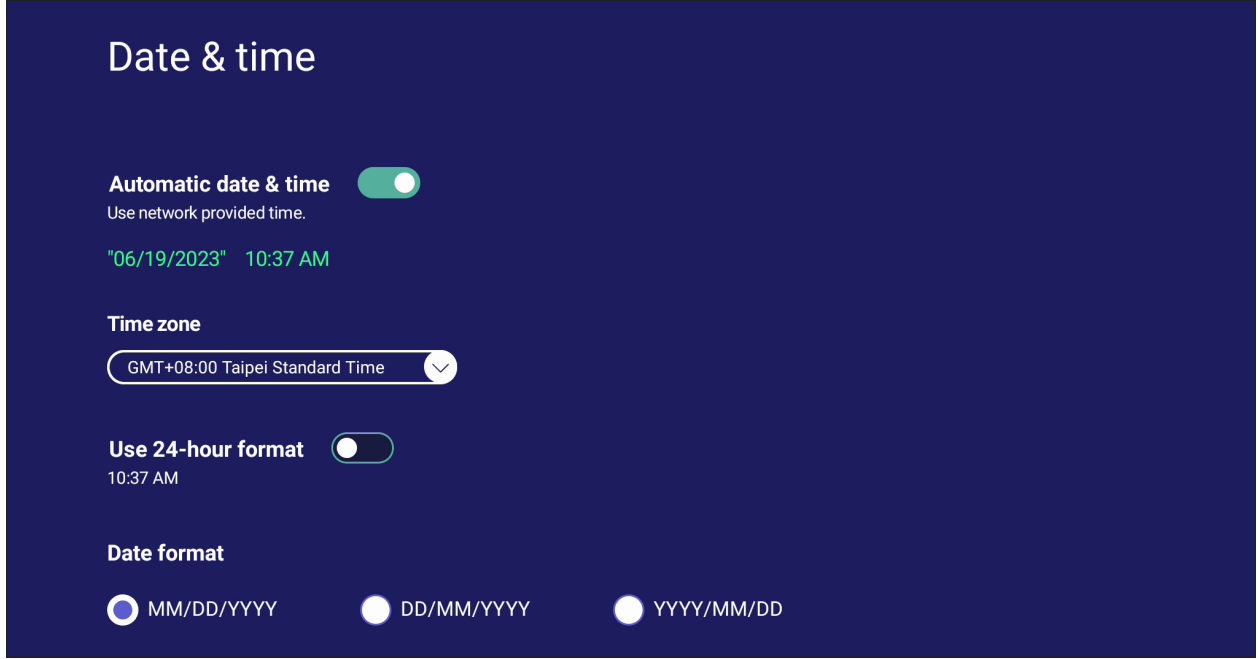 Date & time
Automatic date & time
Use network provided time.
"06/19/2023" 10:37 AM
Time zone
GMT+08:00 Taipei Standard Time
Use 24-hour format
10:37 AM
Date format
MM/DD/YYYY DD/MM/YYYY YYYY/MM/DD